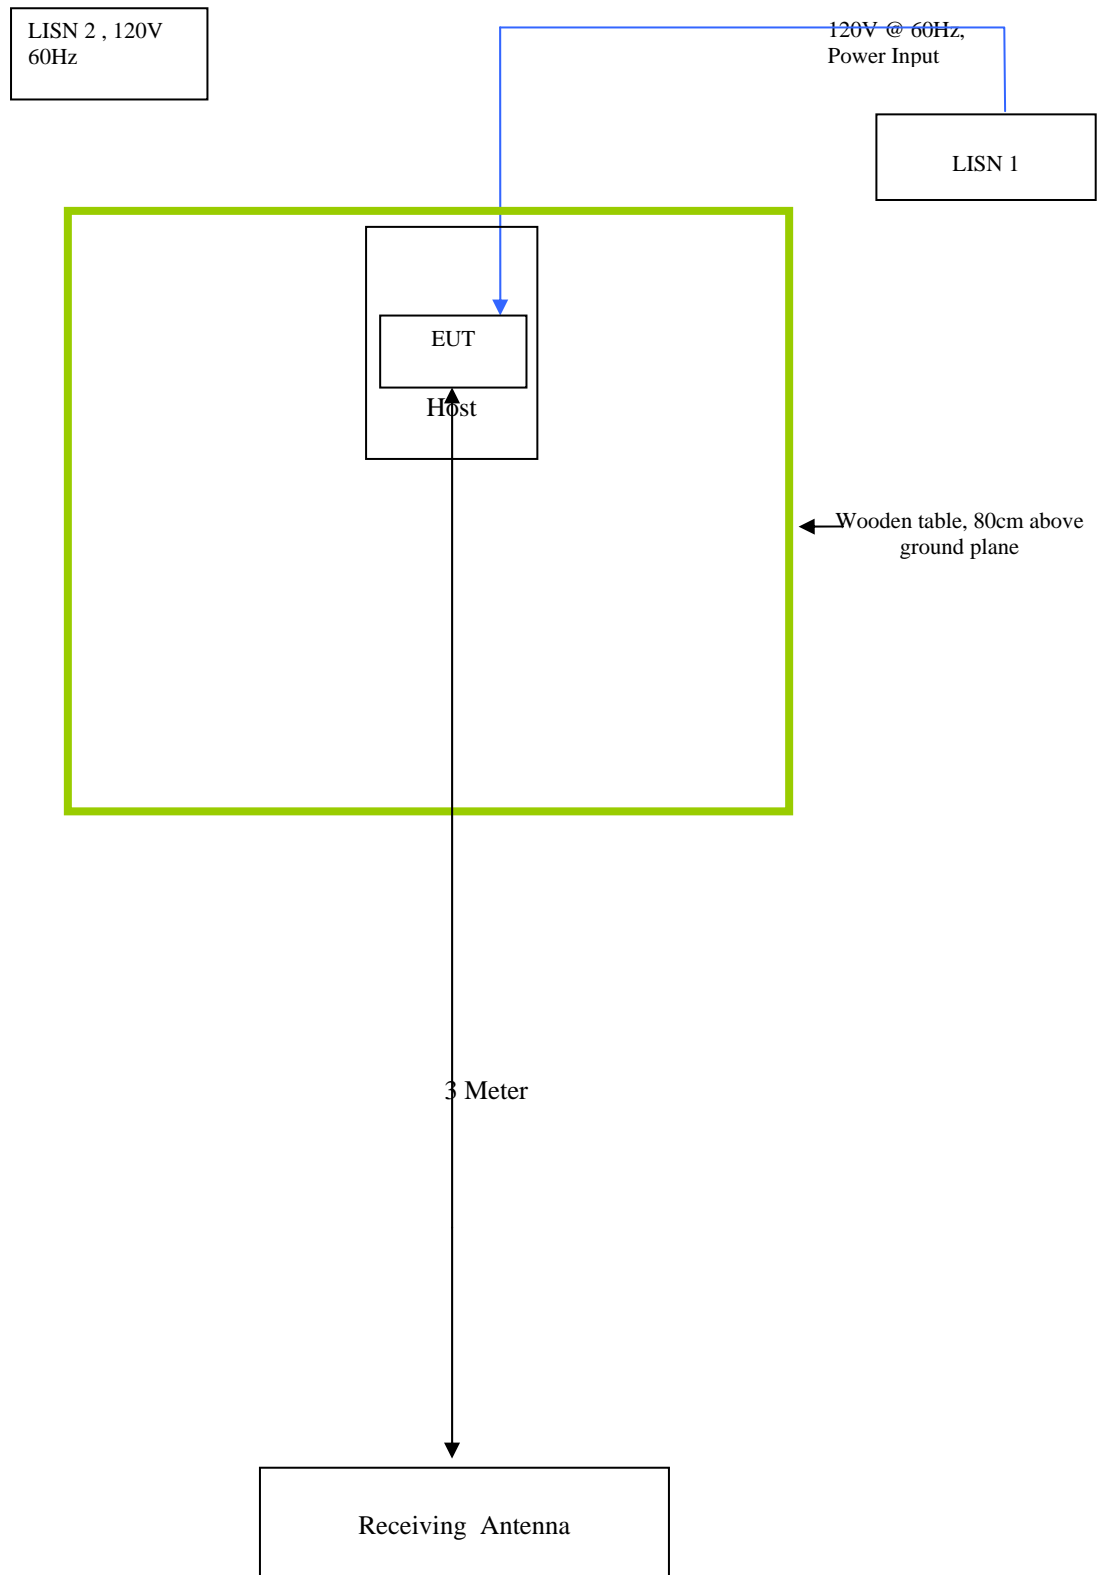 LISN 2 , 120V
60Hz
120V @ 60Hz,
Power Input
LISN 1
EUT
Host
Wooden table, 80cm above
ground plane
3 Meter
Receiving Antenna